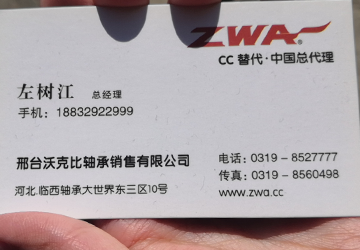 ZWA
CC 替代·中国总代理
左树江 总经理
手机：18832922999
邢台沃克比轴承销售有限公司
河北.临西轴承大世界东三区10号
电话：0319－8527777
传真：0319－8560498
www.zwa.cc